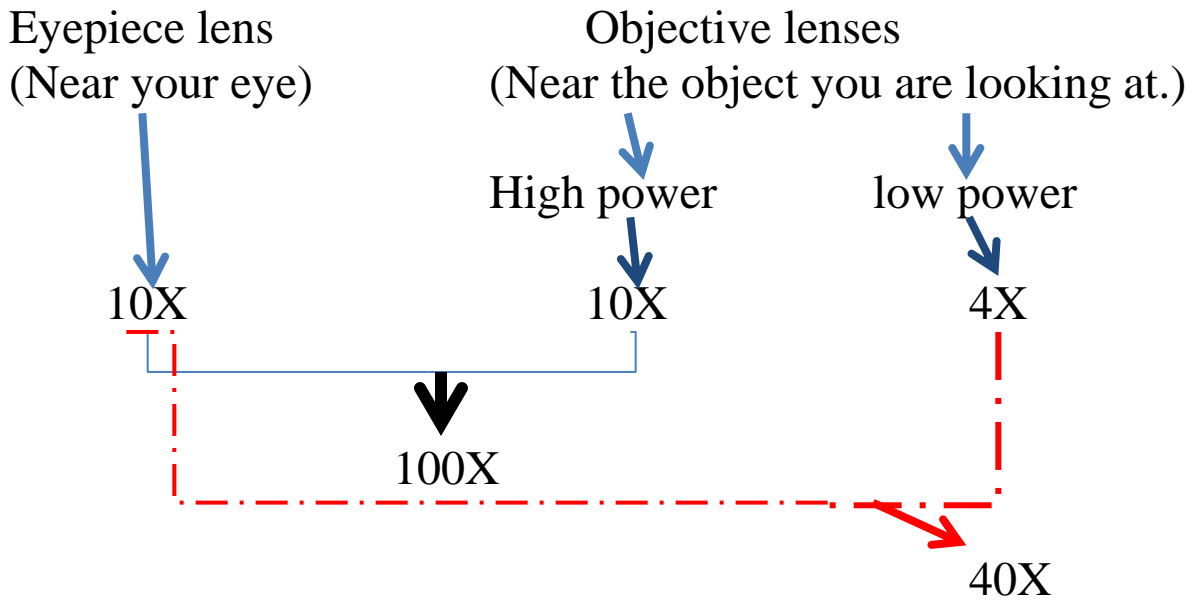 Eyepiece lens Objective lenses
(Near your eye) (Near the object you are looking at.)
High power low power
10X 10X 4X
100X
40X